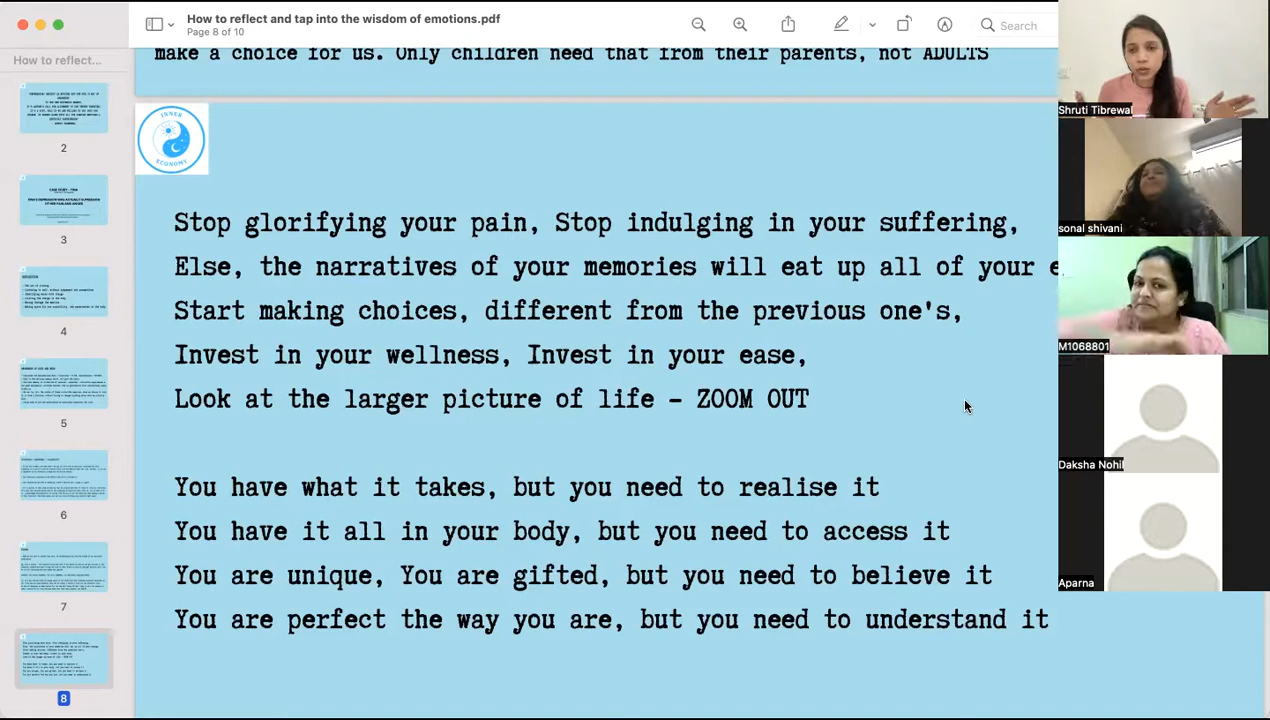 How to reflect and tap into the wisdom of emotions.pdf
Page 8 of 10
Search
How to reflect...
2
3
4
5
6
7
8
make a choice for us. Only children need that from their parents, not ADULTS
INNER
ECONOMY
Stop glorifying your pain, Stop indulging in your suffering,
Else, the narratives of your memories will eat up all of your e
Start making choices, different from the previous one's,
Invest in your wellness, Invest in your ease,
Look at the larger picture of life - ZOOM OUT
You have what it takes, but you need to realise it
You have it all in your body, but you need to access it
You are unique, You are gifted, but you need to believe it
You are perfect the way you are, but you need to understand it
Shruti Tibrewal
sonal shivani
M1068801
Daksha Nohil
Aparna